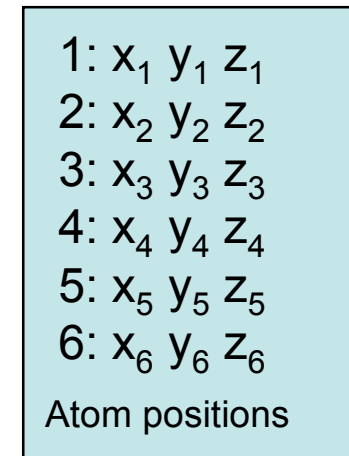 1: x₁ y₁ z₁
2: x₂ y₂ z₂
3: x₃ y₃ z₃
4: x₄ y₄ z₄
5: x₅ y₅ z₅
6: x₆ y₆ z₆
Atom positions